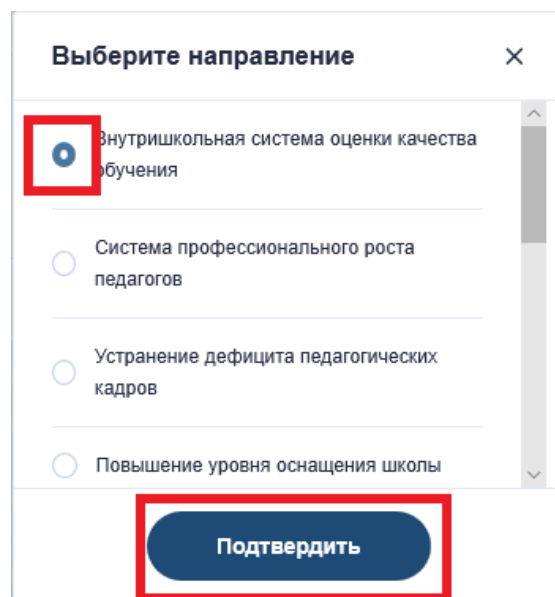 Выберите направление
Внутришкольная система оценки качества
обучения
Система профессионального роста
педагогов
Устранение дефицита педагогических
кадров
Повышение уровня оснащения школы
Подтвердить